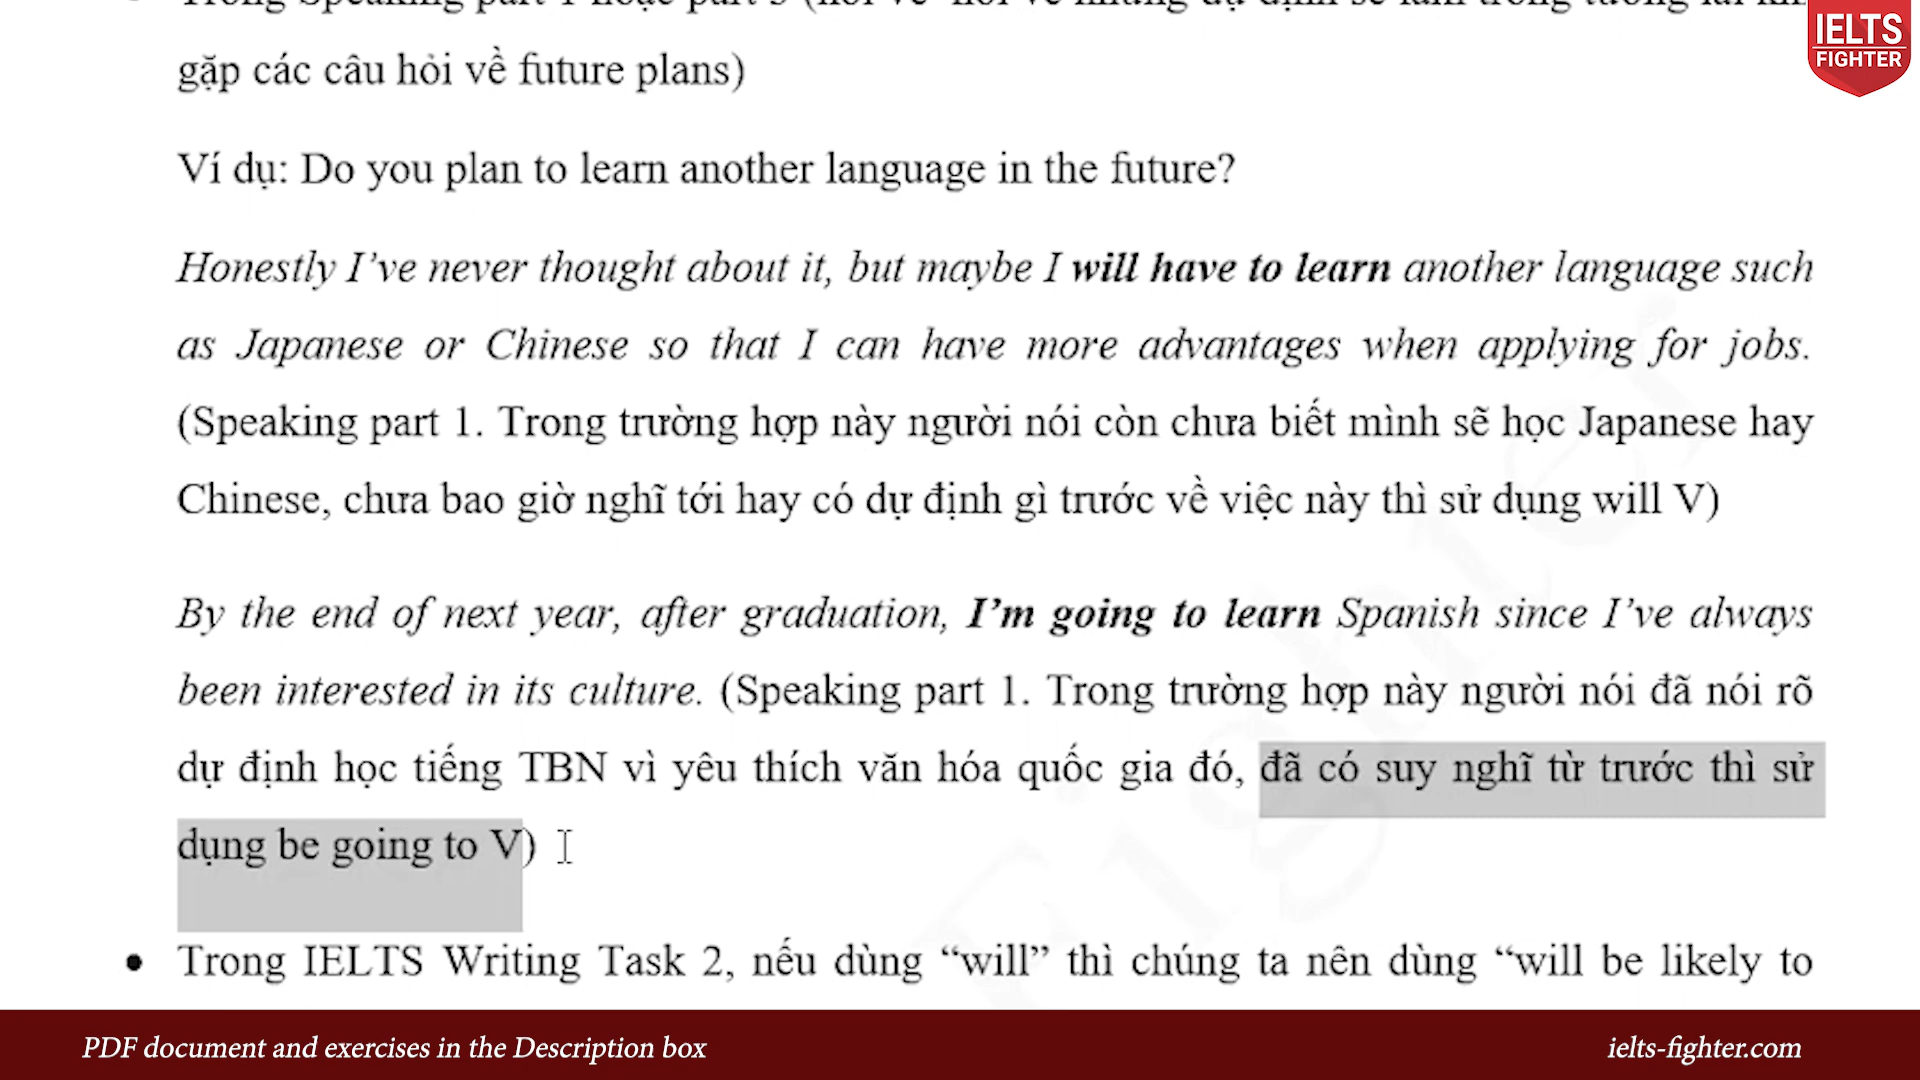 gặp các câu hỏi về future plans)
Ví dụ: Do you plan to learn another language in the future?
Honestly I’ve never thought about it, but maybe I will have to learn another language such
as Japanese or Chinese so that I can have more advantages when applying for jobs.
(Speaking part 1. Trong trường hợp này người nói còn chưa biết mình sẽ học Japanese hay
Chinese, chưa bao giờ nghĩ tới hay có dự định gì trước về việc này thì sử dụng will V)
By the end of next year, after graduation, I’m going to learn Spanish since I’ve always
been interested in its culture. (Speaking part 1. Trong trường hợp này người nói đã nói rõ
dự định học tiếng TBN vì yêu thích văn hóa quốc gia đó, đã có suy nghĩ từ trước thì sử
dụng be going to V)
• Trong IELTS Writing Task 2, nếu dùng “will” thì chúng ta nên dùng “will be likely to
IELTS
FIGHTER
Fighter
PDF document and exercises in the Description box
ielts-fighter.com